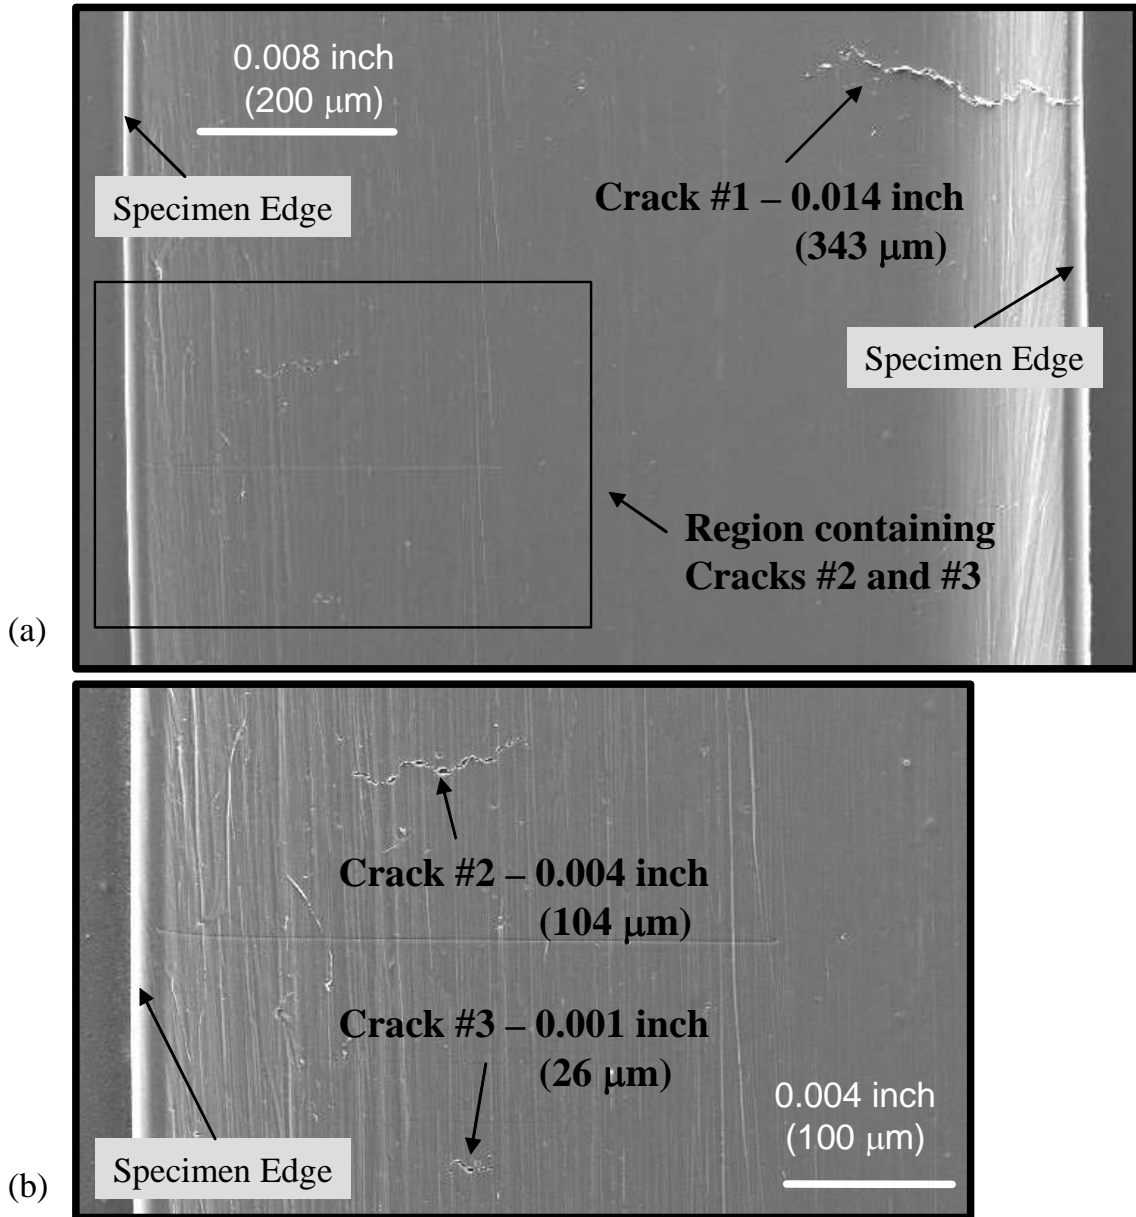 0.008 inch
(200 μm)
Specimen Edge
Crack #1 – 0.014 inch
(343 μm)
Specimen Edge
Region containing
Cracks #2 and #3
(a)
Crack #2 – 0.004 inch
(104 μm)
Crack #3 – 0.001 inch
(26 μm)
0.004 inch
(100 μm)
Specimen Edge
(b)